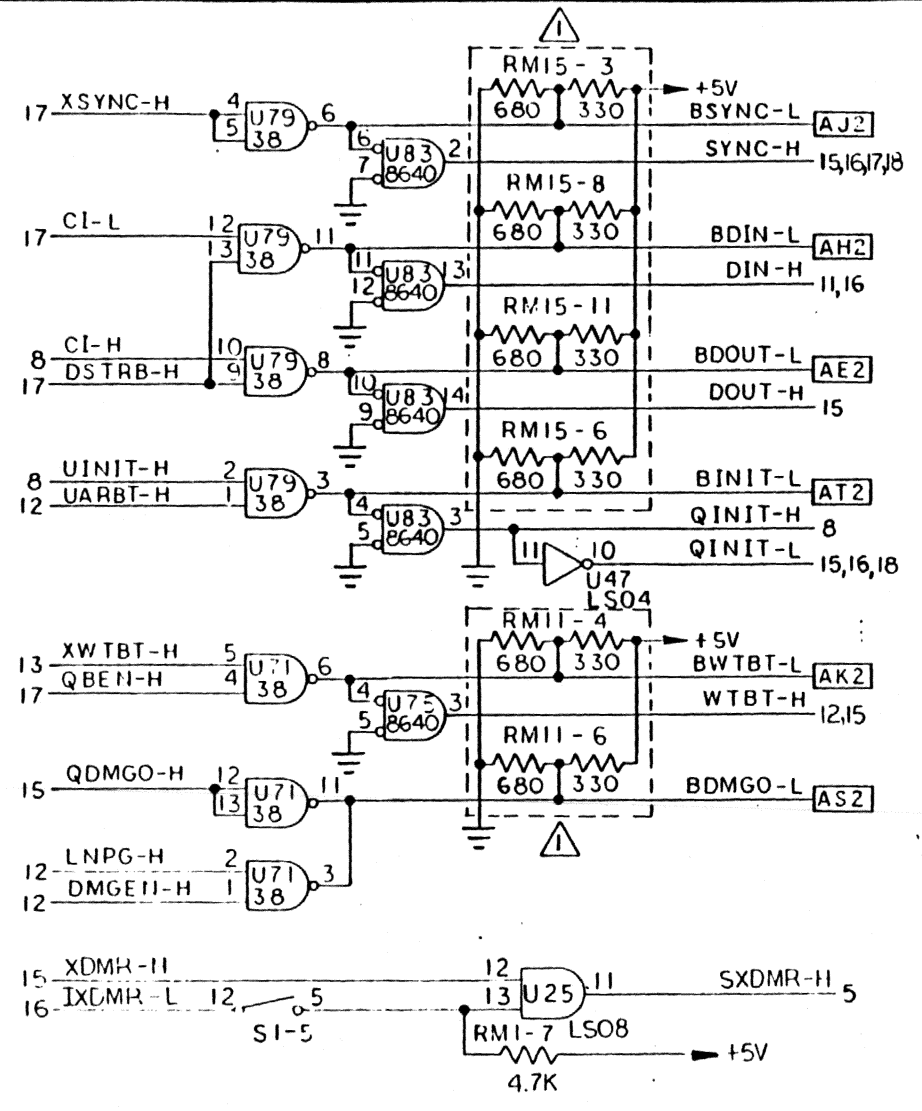 1
RM15-3
+5V
680 330
17 XSYNC-H 4 5 U79 38 6
BSYNC-L AJ2
6 7 U83 8640 2
SYNC-H 15,16,17,18
RM15-8
680 330
17 CI-L 12 13 U79 38 11
BDIN-L AH2
11 12 U83 8640 13
DIN-H 11,16
RM15-11
680 330
8 CI-H 10
17 DSTRB-H 9 U79 38 8
BDOUT-L AE2
10 9 U83 8640 14
DOUT-H 15
RM15-6
680 330
8 UINIT-H 2
12 UARBT-H 1 U79 38 3
BINIT-L AT2
4 5 U83 8640 3
QINIT-H 8
11 10 QINIT-L 15,16,18
U47
LS04
RM11-4
+5V
680 330
13 XWTBT-H 5
17 QBEN-H 4 U71 38 6
BWTBT-L AK2
4 5 U75 8640 3
WTBT-H 12,15
RM11-6
680 330
15 QDMGO-H 12 13 U71 38 11
BDMGO-L AS2
1
12 LNPG-H 2
12 DMGEN-H 1 U71 38 3
15 XDMR-H 12
16 IXDMR-L 12 5 13 U25 11 SXDMR-H 5
S1-5
LS08
RM1-7
+5V
4.7K